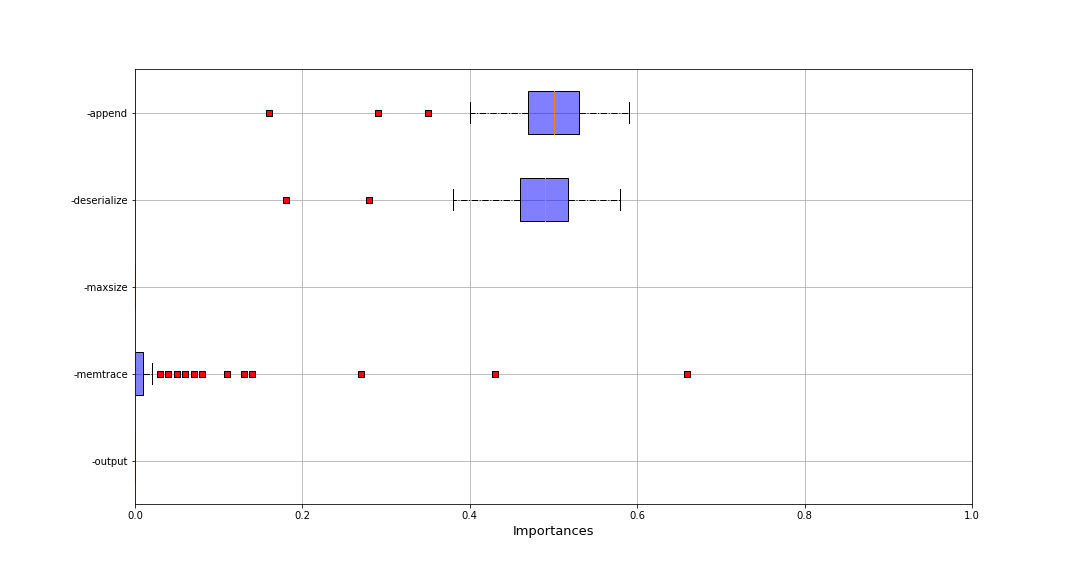 -append
-deserialize
-maxsize
-memtrace
-output
0.0 0.2 0.4 0.6 0.8 1.0
Importances